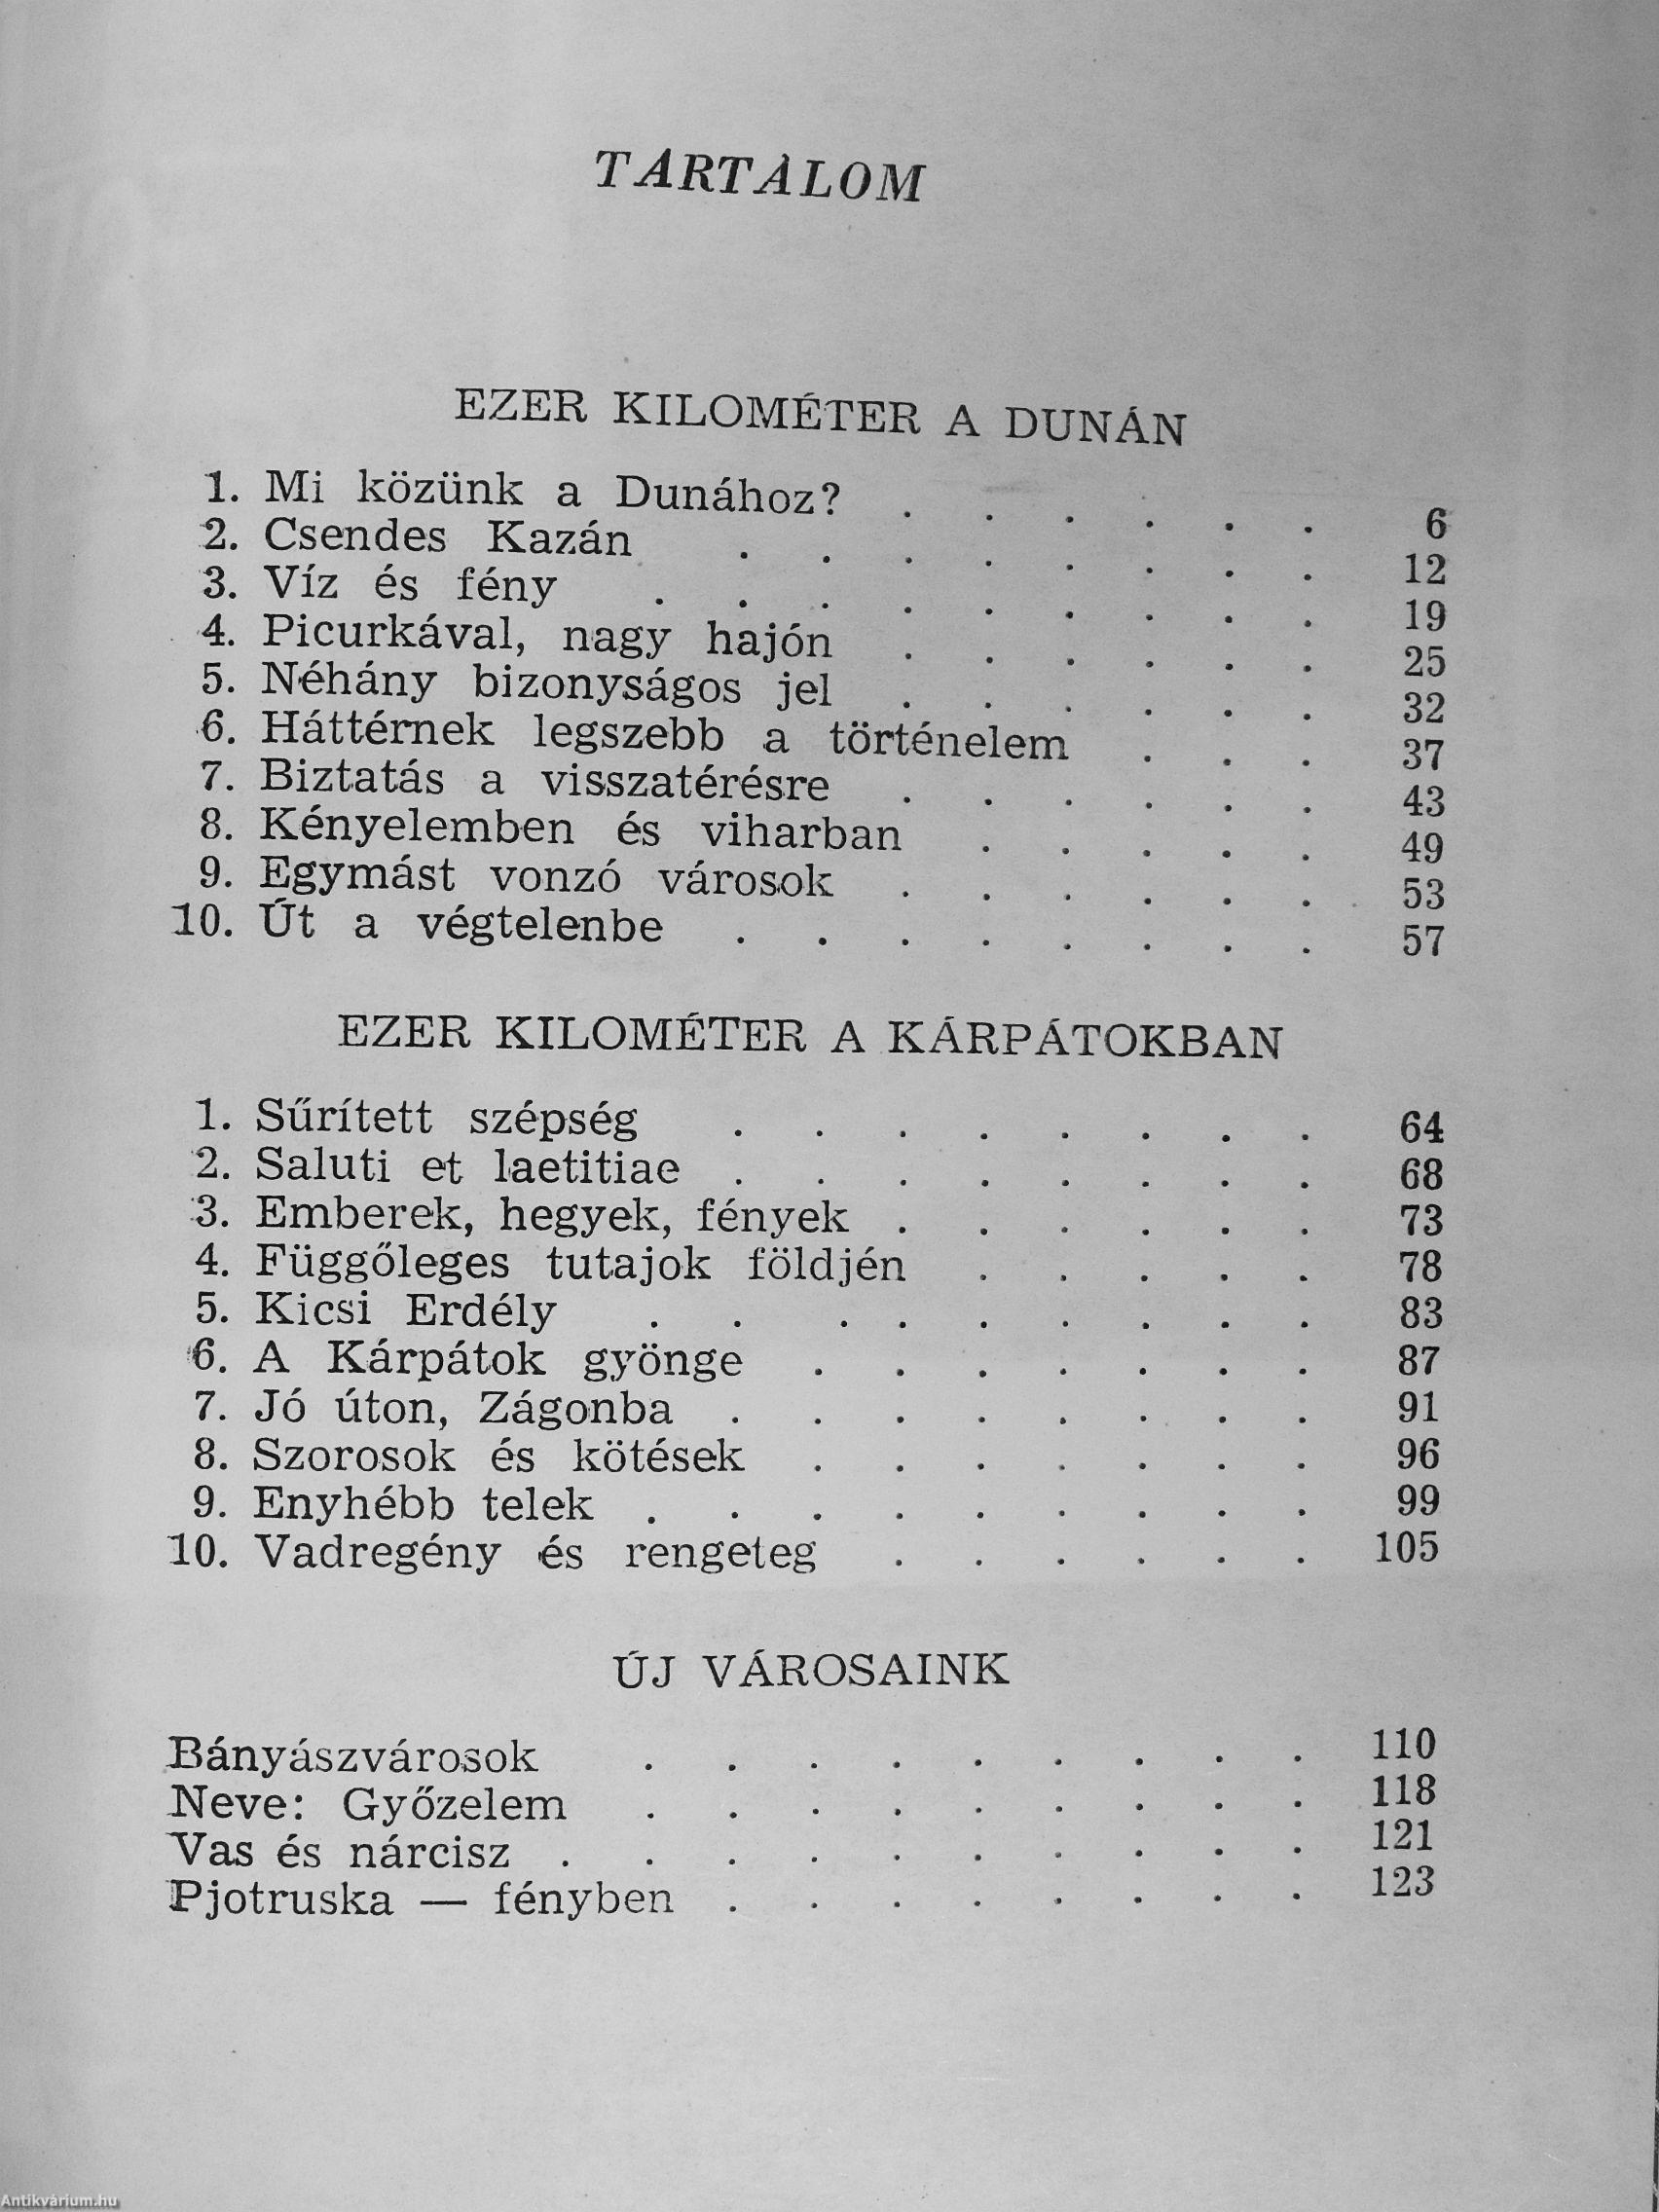 TARTALOM
EZER KILOMÉTER A DUNÁN
1. Mi közünk a Dunához? . . . . . . 6
2. Csendes Kazán . . . . . . . . 12
3. Víz és fény . . . . . . . . . 19
4. Picurkával, nagy hajón . . . . . . 25
5. Néhány bizonyságos jel . . . . . . 32
6. Háttérnek legszebb a történelem . . . 37
7. Biztatás a visszatérésre . . . . . . 43
8. Kényelemben és viharban . . . . . 49
9. Egymást vonzó városok . . . . . . 53
10. Út a végtelenbe . . . . . . . . 57
EZER KILOMÉTER A KÁRPÁTOKBAN
1. Sűrített szépség . . . . . . . . 64
2. Saluti et laetitiae . . . . . . . . 68
3. Emberek, hegyek, fények . . . . . . 73
4. Függőleges tutajok földjén . . . . . 78
5. Kicsi Erdély . . . . . . . . . 83
6. A Kárpátok gyönge . . . . . . . 87
7. Jó úton, Zágonba . . . . . . . . 91
8. Szorosok és kötések . . . . . . . 96
9. Enyhébb telek . . . . . . . . . 99
10. Vadregény és rengeteg . . . . . . 105
ÚJ VÁROSAINK
Bányászvárosok . . . . . . . . . 110
Neve: Győzelem . . . . . . . . . 118
Vas és nárcisz . . . . . . . . . . 121
Pjotruska — fényben . . . . . . . . 123
Antikvárium.hu